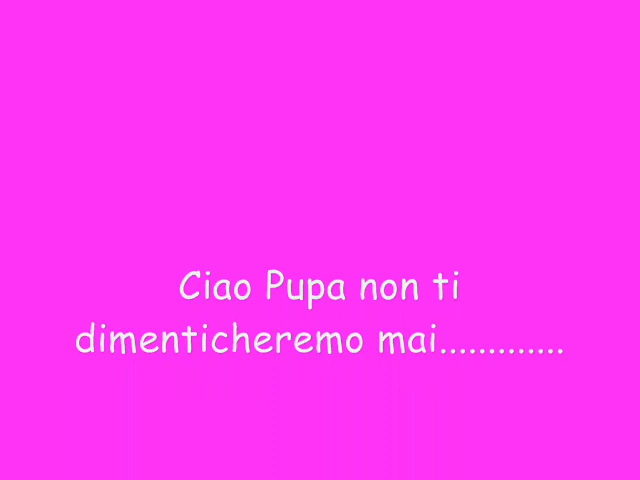 Ciao Pupa non ti
dimenticheremo mai.............